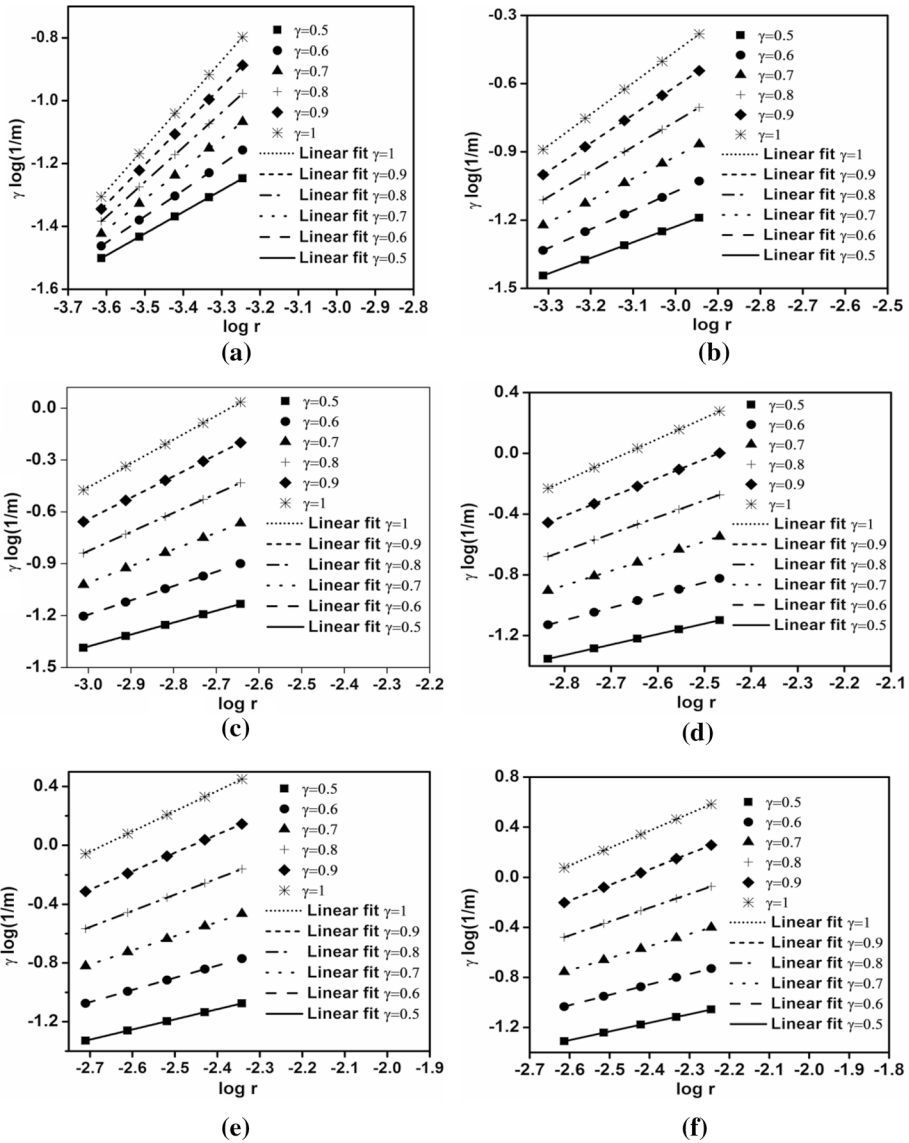 -0.8
-1.0
-1.2
-1.4
-1.6
γ log(1/m)
γ=0.5
γ=0.6
γ=0.7
γ=0.8
γ=0.9
γ=1
Linear fit γ=1
Linear fit γ=0.9
Linear fit γ=0.8
Linear fit γ=0.7
Linear fit γ=0.6
Linear fit γ=0.5
-3.7 -3.6 -3.5 -3.4 -3.3 -3.2 -3.1 -3.0 -2.9 -2.8
log r
(a)
-0.3
-0.6
-0.9
-1.2
-1.5
γ log(1/m)
γ=0.5
γ=0.6
γ=0.7
γ=0.8
γ=0.9
γ=1
Linear fit γ=1
Linear fit γ=0.9
Linear fit γ=0.8
Linear fit γ=0.7
Linear fit γ=0.6
Linear fit γ=0.5
-3.3 -3.2 -3.1 -3.0 -2.9 -2.8 -2.7 -2.6 -2.5
log r
(b)
0.0
-0.3
-0.6
-0.9
-1.2
-1.5
γ log(1/m)
γ=0.5
γ=0.6
γ=0.7
γ=0.8
γ=0.9
γ=1
Linear fit γ=1
Linear fit γ=0.9
Linear fit γ=0.8
Linear fit γ=0.7
Linear fit γ=0.6
Linear fit γ=0.5
-3.0 -2.9 -2.8 -2.7 -2.6 -2.5 -2.4 -2.3 -2.2
log r
(c)
0.4
0.0
-0.4
-0.8
-1.2
γ log(1/m)
γ=0.5
γ=0.6
γ=0.7
γ=0.8
γ=0.9
γ=1
Linear fit γ=1
Linear fit γ=0.9
Linear fit γ=0.8
Linear fit γ=0.7
Linear fit γ=0.6
Linear fit γ=0.5
-2.8 -2.7 -2.6 -2.5 -2.4 -2.3 -2.2 -2.1
log r
(d)
0.4
0.0
-0.4
-0.8
-1.2
γ log(1/m)
γ=0.5
γ=0.6
γ=0.7
γ=0.8
γ=0.9
γ=1
Linear fit γ=1
Linear fit γ=0.9
Linear fit γ=0.8
Linear fit γ=0.7
Linear fit γ=0.6
Linear fit γ=0.5
-2.7 -2.6 -2.5 -2.4 -2.3 -2.2 -2.1 -2.0 -1.9
log r
(e)
0.8
0.4
0.0
-0.4
-0.8
-1.2
γ log(1/m)
γ=0.5
γ=0.6
γ=0.7
γ=0.8
γ=0.9
γ=1
Linear fit γ=1
Linear fit γ=0.9
Linear fit γ=0.8
Linear fit γ=0.7
Linear fit γ=0.6
Linear fit γ=0.5
-2.7 -2.6 -2.5 -2.4 -2.3 -2.2 -2.1 -2.0 -1.9 -1.8
log r
(f)